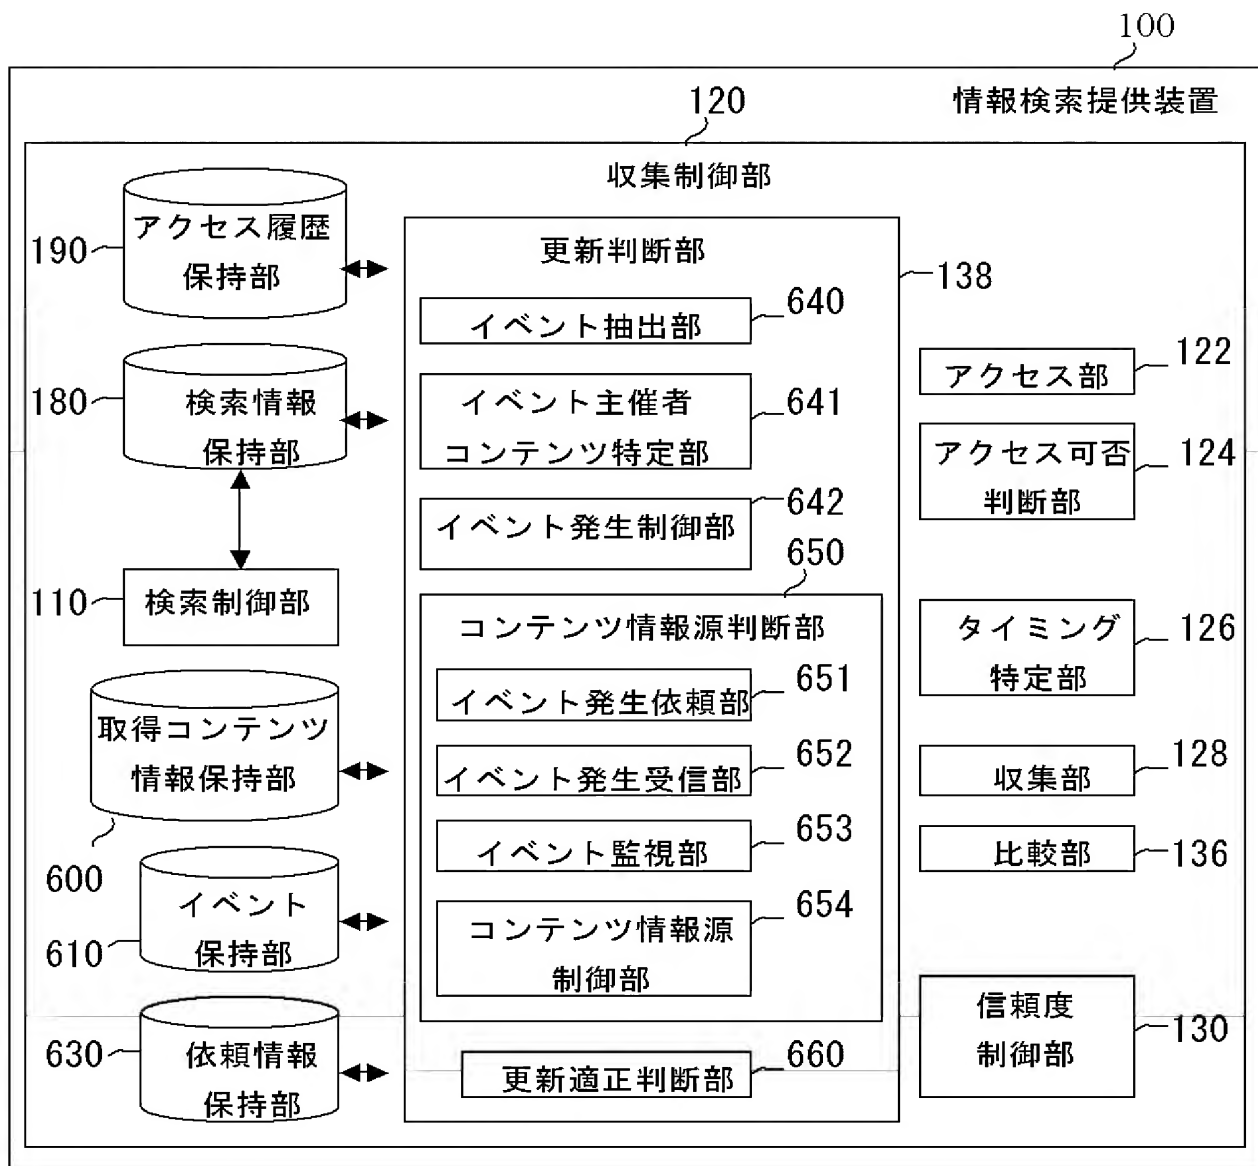 100
情報検索提供装置
120
収集制御部
アクセス履歴
保持部
190
検索情報
保持部
180
検索制御部
110
取得コンテンツ
情報保持部
600
イベント
保持部
610
依頼情報
保持部
630
更新判断部
138
イベント抽出部
640
イベント主催者
コンテンツ特定部
641
イベント発生制御部
642
650
コンテンツ情報源判断部
イベント発生依頼部
651
イベント発生受信部
652
イベント監視部
653
コンテンツ情報源
制御部
654
更新適正判断部
660
アクセス部
122
アクセス可否
判断部
124
タイミング
特定部
126
収集部
128
比較部
136
信頼度
制御部
130